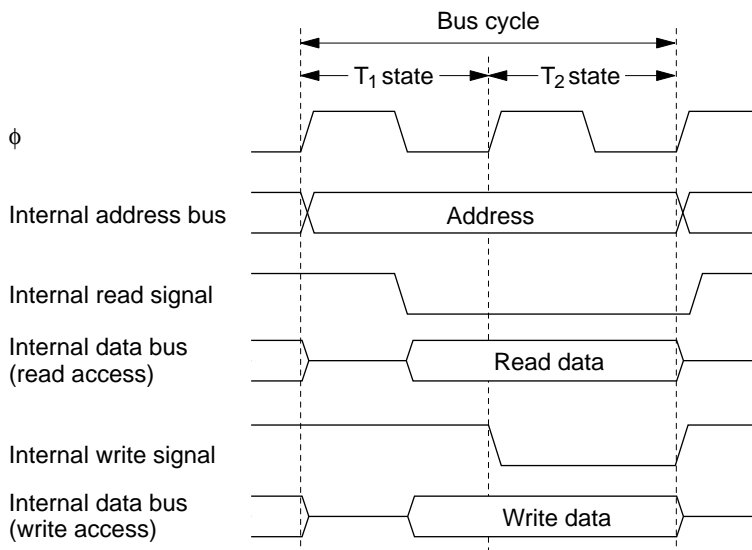 Bus cycle
T₁ state
T₂ state
ϕ
Internal address bus
Address
Internal read signal
Internal data bus
(read access)
Read data
Internal write signal
Internal data bus
(write access)
Write data